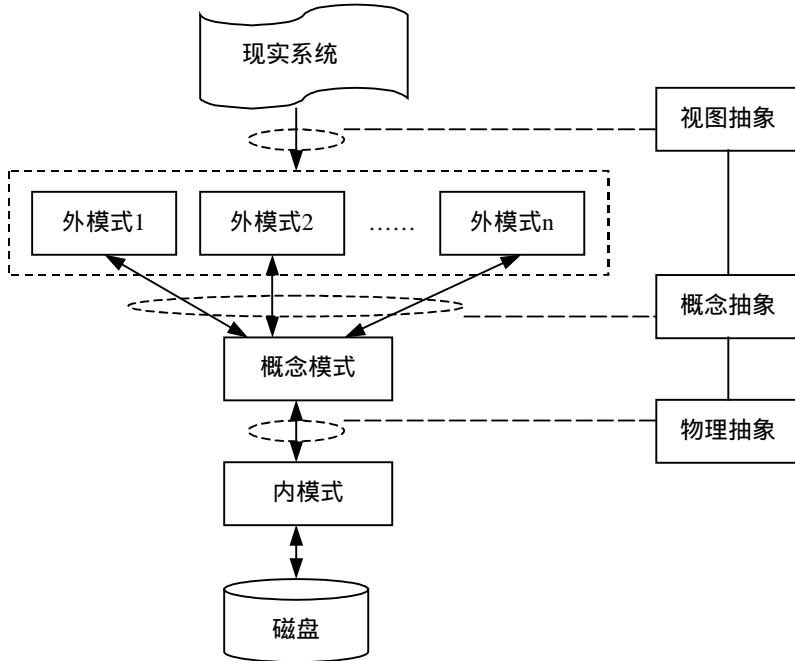 现实系统
视图抽象
外模式1
外模式2
……
外模式n
概念抽象
概念模式
物理抽象
内模式
磁盘